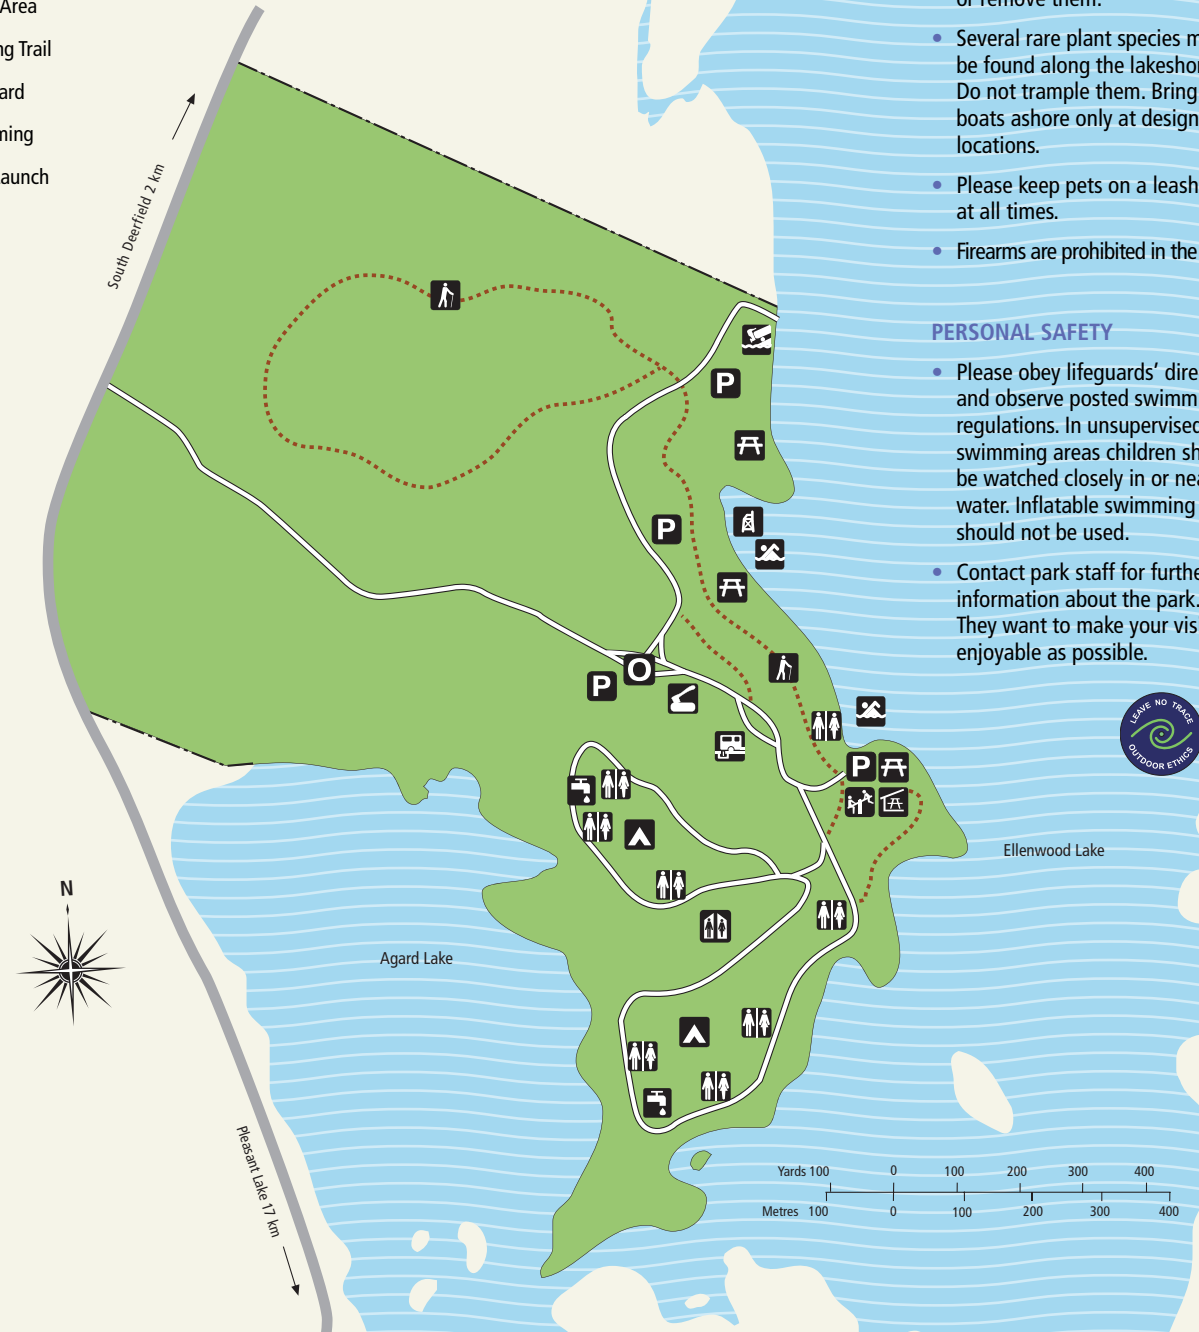 Area
ng Trail
ard
ming
aunch
South Deerfield 2 km
P
P
O
P
P
N
Agard Lake
Ellenwood Lake
Pleasant Lake 17 km
Yards 100 0 100 200 300 400
Metres 100 0 100 200 300 400
or remove them.
• Several rare plant species m
be found along the lakeshor
Do not trample them. Bring
boats ashore only at design
locations.
• Please keep pets on a leash
at all times.
• Firearms are prohibited in the
PERSONAL SAFETY
• Please obey lifeguards’ dire
and observe posted swimm
regulations. In unsupervised
swimming areas children sh
be watched closely in or nea
water. Inflatable swimming
should not be used.
• Contact park staff for furthe
information about the park.
They want to make your vis
enjoyable as possible.
LEAVE NO TRACE
OUTDOOR ETHICS